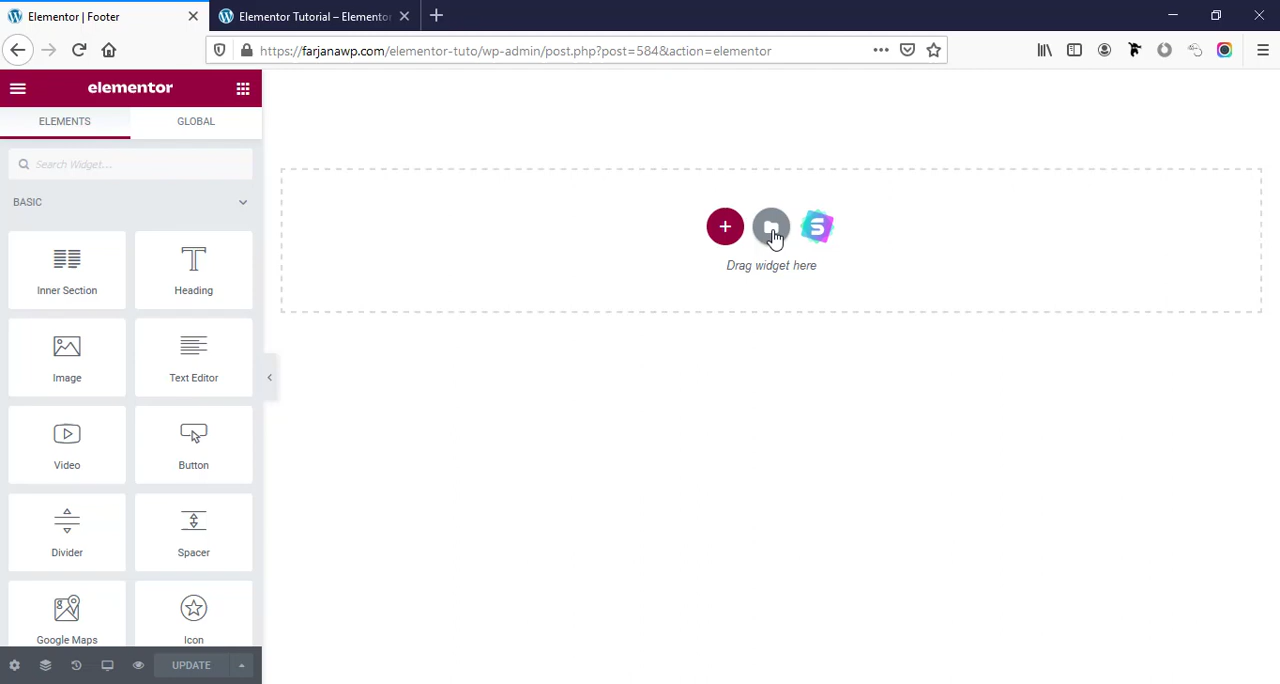 Elementor | Footer
Elementor Tutorial – Elementor
https://farjanawp.com/elementor-tuto/wp-admin/post.php?post=584&action=elementor
elementor
ELEMENTS
GLOBAL
Search Widget...
BASIC
Inner Section
Heading
Image
Text Editor
Video
Button
Divider
Spacer
Google Maps
Icon
UPDATE
Drag widget here